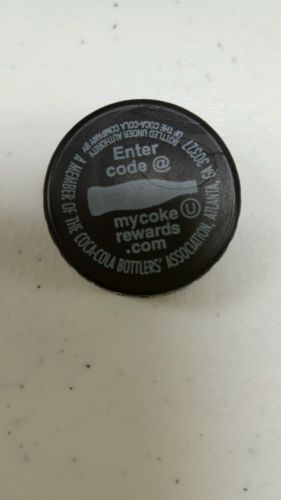 Enter
code @
mycoke
rewards
.com
U
BOTTLED UNDER AUTHORITY
OF THE COCA-COLA COMPANY BY
A MEMBER OF THE COCA-COLA BOTTLERS' ASSOCIATION, ATLANTA, GA 30327